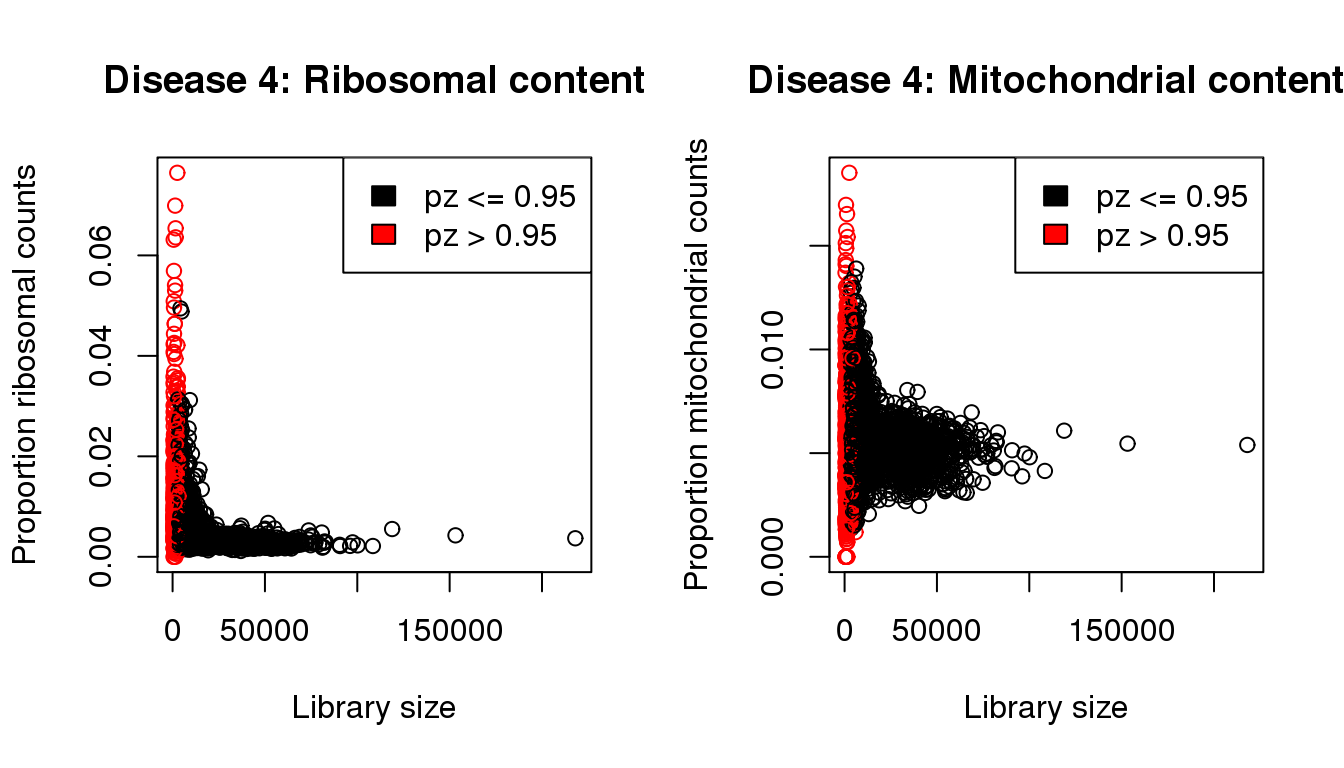 Disease 4: Ribosomal content
Proportion ribosomal counts
0.00 0.02 0.04 0.06
pz <= 0.95
pz > 0.95
0 50000 150000
Library size
Disease 4: Mitochondrial content
Proportion mitochondrial counts
0.000 0.010
pz <= 0.95
pz > 0.95
0 50000 150000
Library size